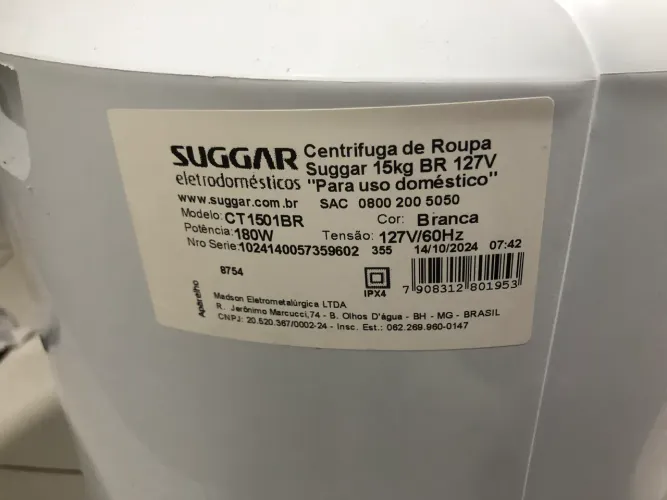 SUGGAR
eletrodomésticos
Centrifuga de Roupa
Suggar 15kg BR 127V
"Para uso doméstico"
www.suggar.com.br SAC 0800 200 5050
Modelo: CT1501BR Cor: Branca
Potência: 180W Tensão: 127V/60Hz
Nro Serie: 1024140057359602 355 14/10/2024 07:42
8754
IPX4
7 908312 801953
Aparelho
Madson Eletrometalúrgica LTDA
R. Jerônimo Marcucci,74 - B. Olhos D'água - BH - MG - BRASIL
CNPJ: 20.520.367/0002-24 - Insc. Est.: 062.269.960-0147